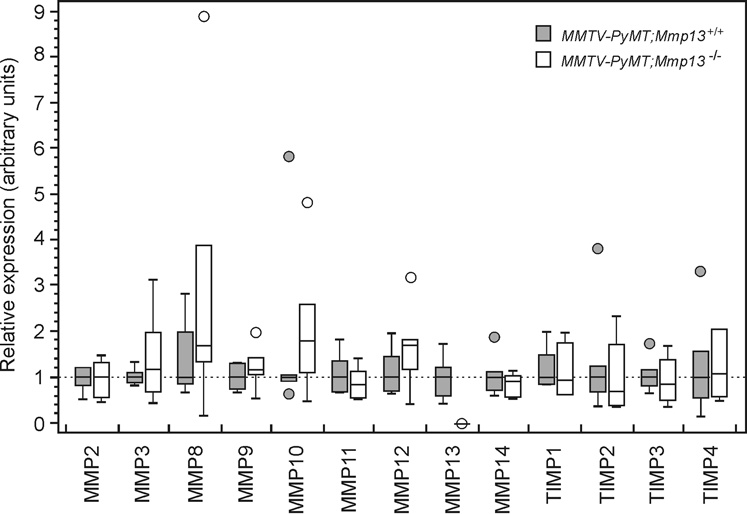 MMTV-PyMT;Mmp13+/+
MMTV-PyMT;Mmp13-/-
Relative expression (arbitrary units)
9
8
7
6
5
4
3
2
1
0
MMP2
MMP3
MMP8
MMP9
MMP10
MMP11
MMP12
MMP13
MMP14
TIMP1
TIMP2
TIMP3
TIMP4